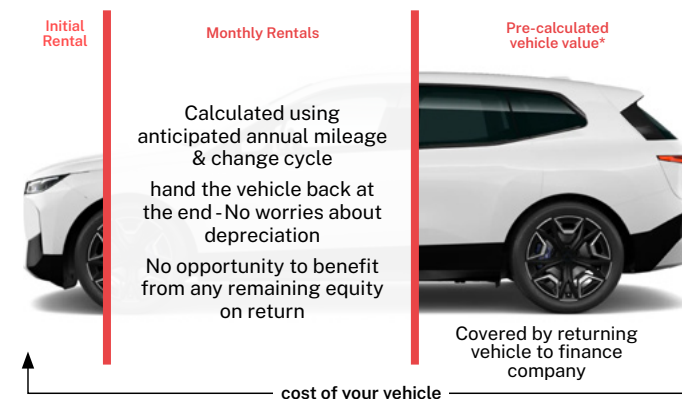 Initial
Rental
Monthly Rentals
Pre-calculated
vehicle value*
Calculated using
anticipated annual mileage
& change cycle
hand the vehicle back at
the end - No worries about
depreciation
No opportunity to benefit
from any remaining equity
on return
Covered by returning
vehicle to finance
company
cost of your vehicle